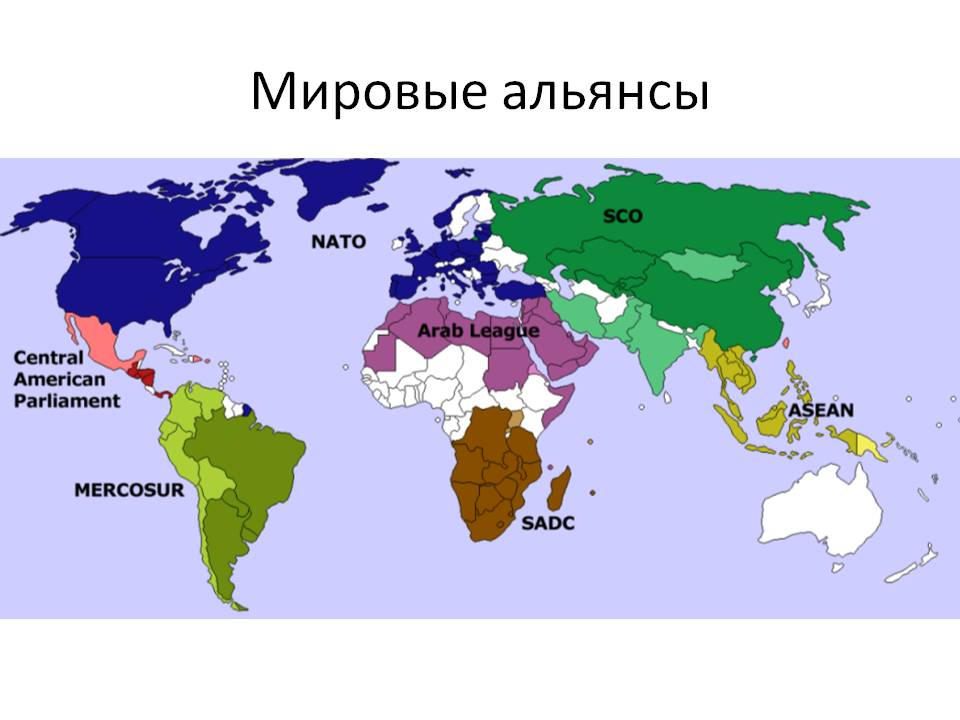 Мировые альянсы
SCO
NATO
Arab League
Central
American
Parliament
ASEAN
MERCOSUR
SADC